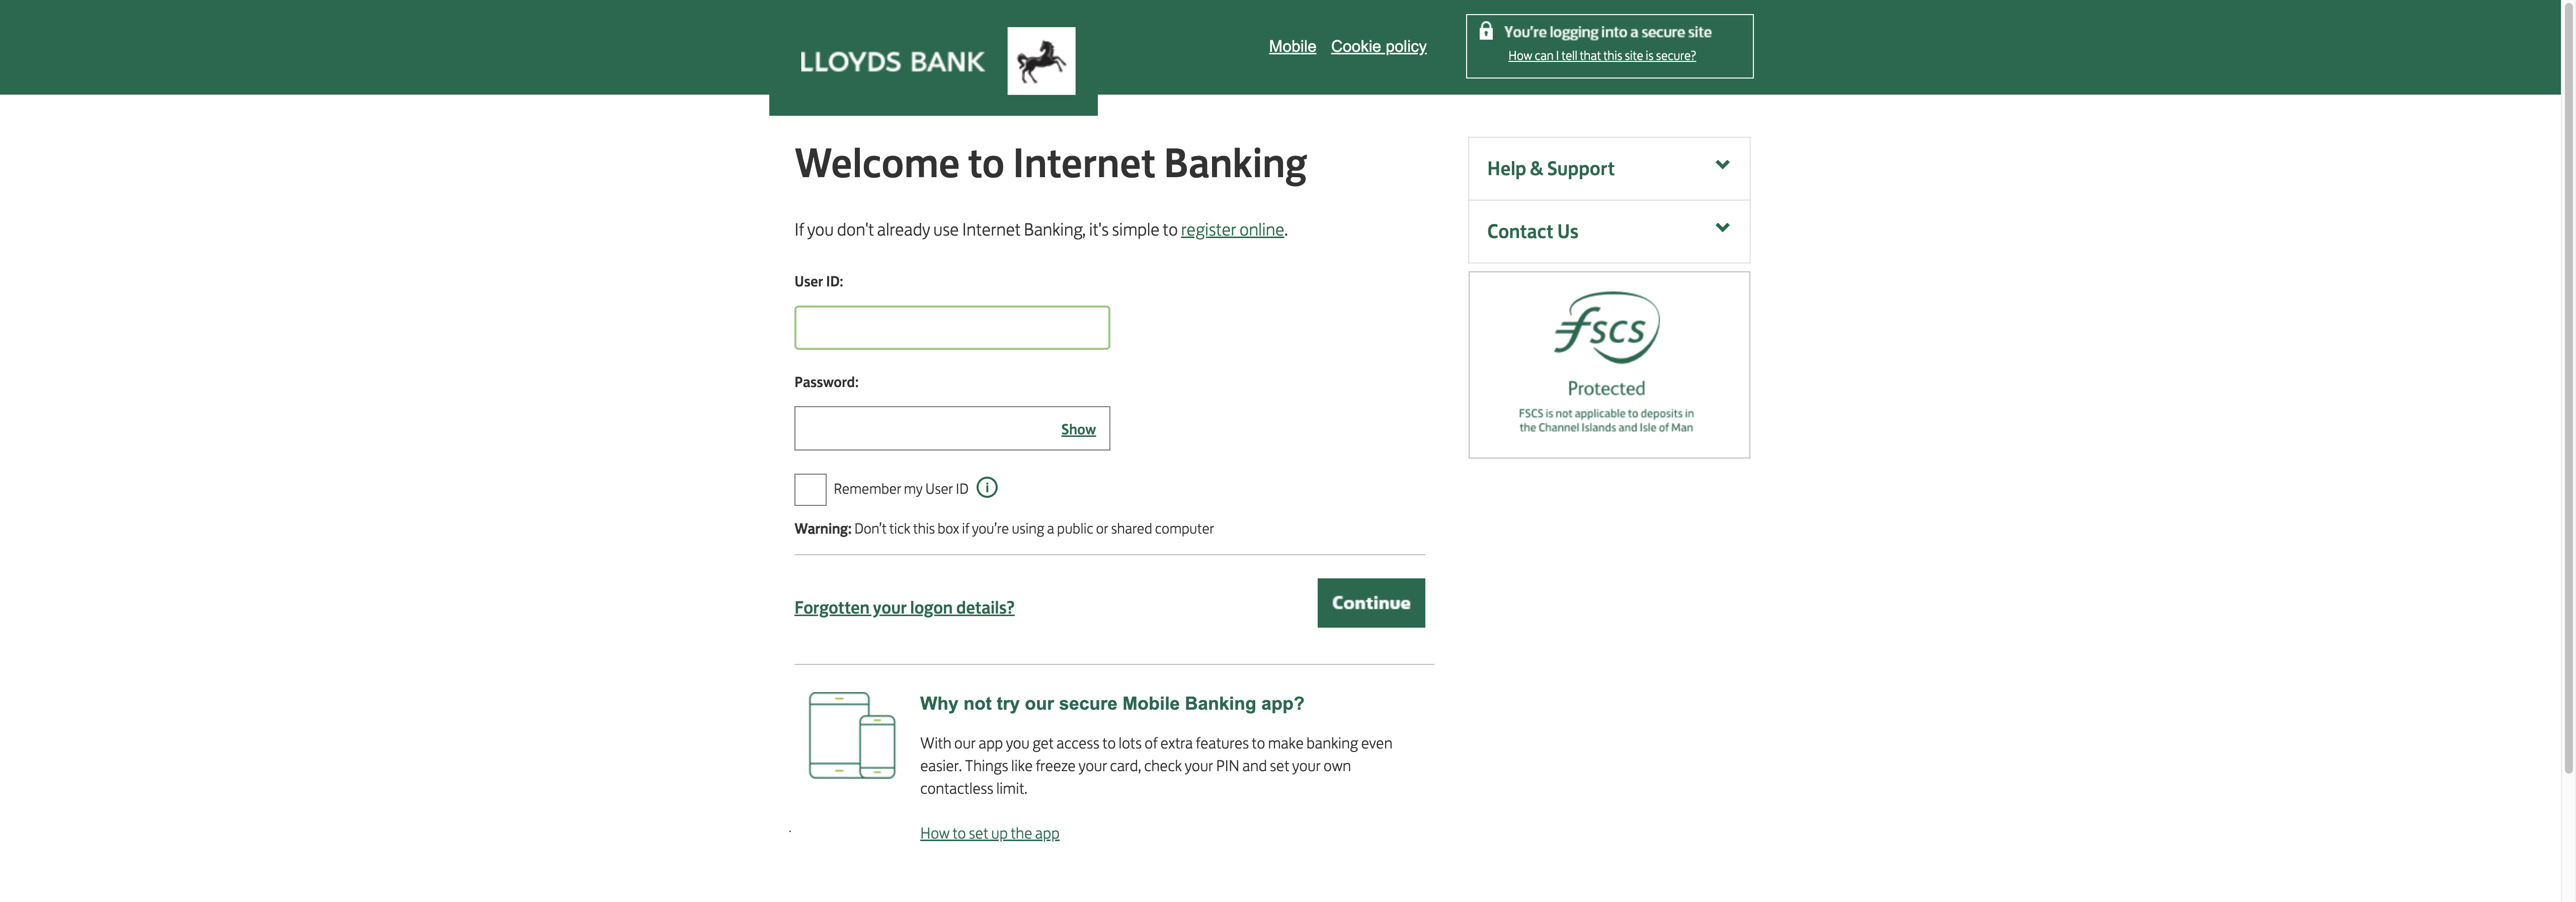 LLOYDS BANK
Mobile Cookie policy
You're logging into a secure site
How can I tell that this site is secure?
Welcome to Internet Banking
If you don't already use Internet Banking, it's simple to register online.
User ID:
Password:
Show
Remember my User ID i
Warning: Don't tick this box if you're using a public or shared computer
Forgotten your logon details?
Continue
Why not try our secure Mobile Banking app?
With our app you get access to lots of extra features to make banking even
easier. Things like freeze your card, check your PIN and set your own
contactless limit.
How to set up the app
Help & Support
Contact Us
fscs
Protected
FSCS is not applicable to deposits in
the Channel Islands and Isle of Man